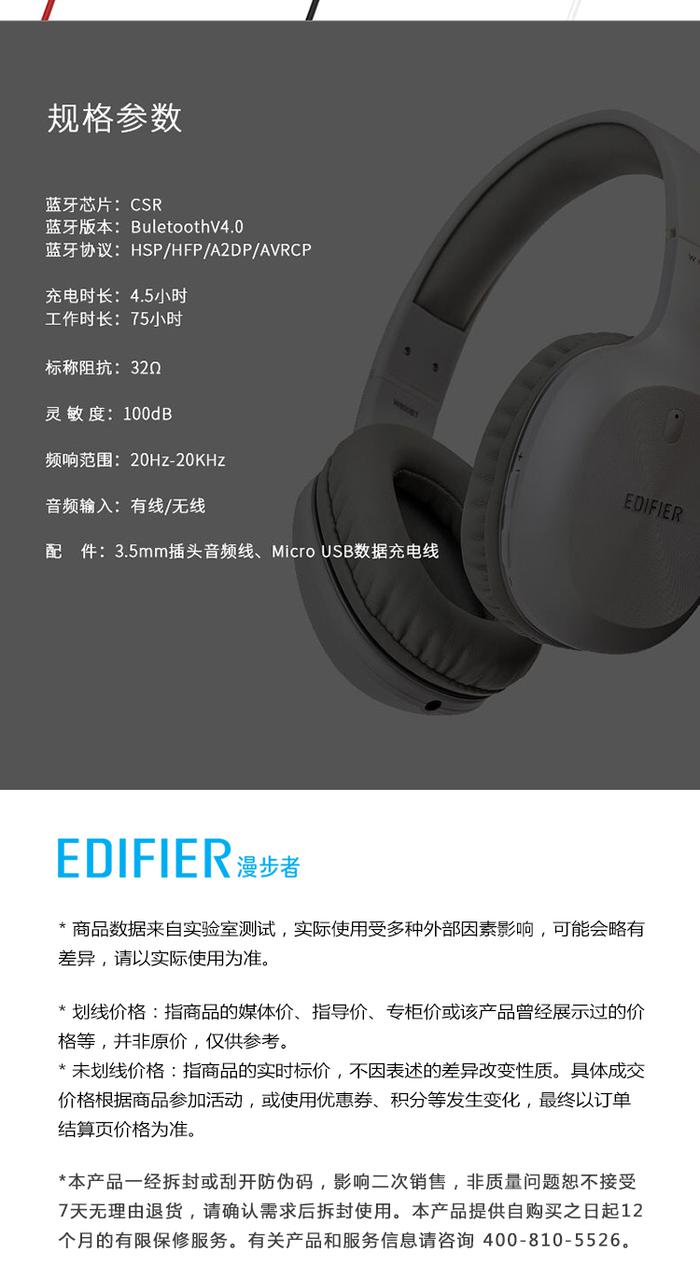 规格参数
蓝牙芯片：CSR
蓝牙版本：BuletoothV4.0
蓝牙协议：HSP/HFP/A2DP/AVRCP
充电时长：4.5小时
工作时长：75小时
标称阻抗：32Ω
灵 敏 度：100dB
频响范围：20Hz-20KHz
音频输入：有线/无线
配 件：3.5mm插头音频线、Micro USB数据充电线
EDIFIER
EDIFIER漫步者
* 商品数据来自实验室测试，实际使用受多种外部因素影响，可能会略有
差异，请以实际使用为准。
* 划线价格：指商品的媒体价、指导价、专柜价或该产品曾经展示过的价
格等，并非原价，仅供参考。
* 未划线价格：指商品的实时标价，不因表述的差异改变性质。具体成交
价格根据商品参加活动，或使用优惠券、积分等发生变化，最终以订单
结算页价格为准。
*本产品一经拆封或刮开防伪码，影响二次销售，非质量问题恕不接受
7天无理由退货，请确认需求后拆封使用。本产品提供自购买之日起12
个月的有限保修服务。有关产品和服务信息请咨询 400-810-5526。